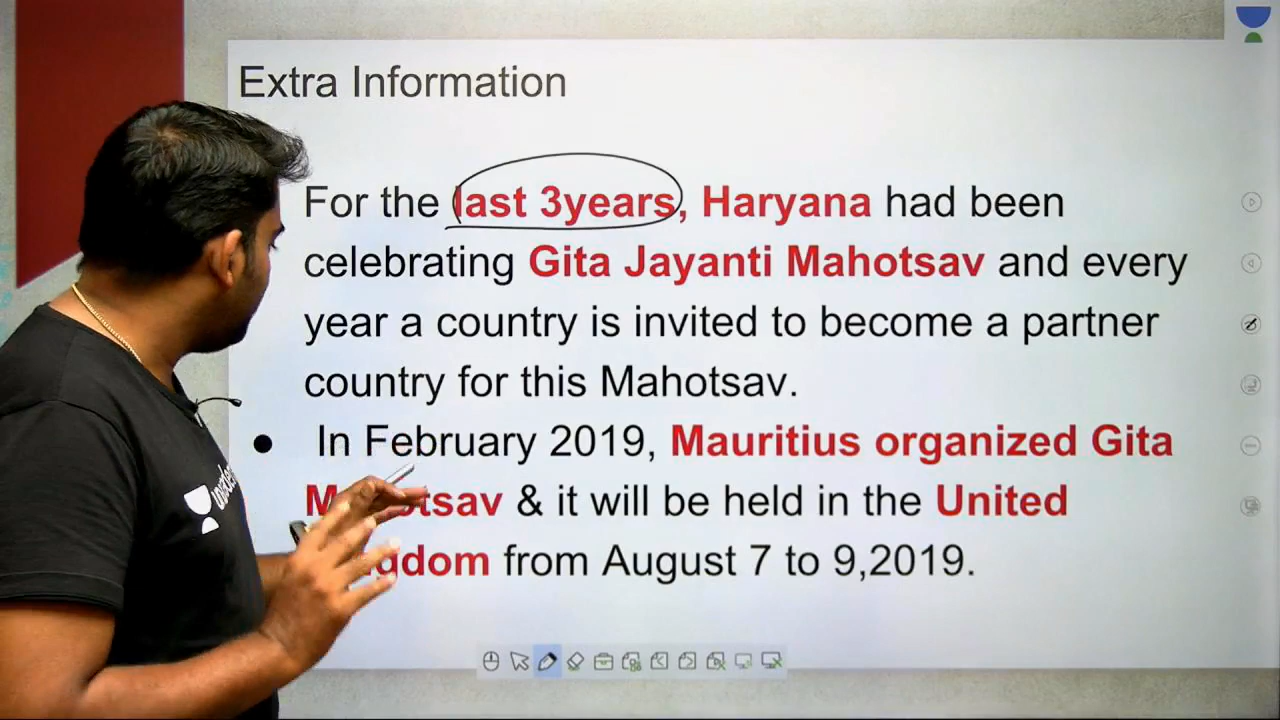 Extra Information
For the last 3years, Haryana had been
celebrating Gita Jayanti Mahotsav and every
year a country is invited to become a partner
country for this Mahotsav.
● In February 2019, Mauritius organized Gita
Mahotsav & it will be held in the United
Kingdom from August 7 to 9,2019.